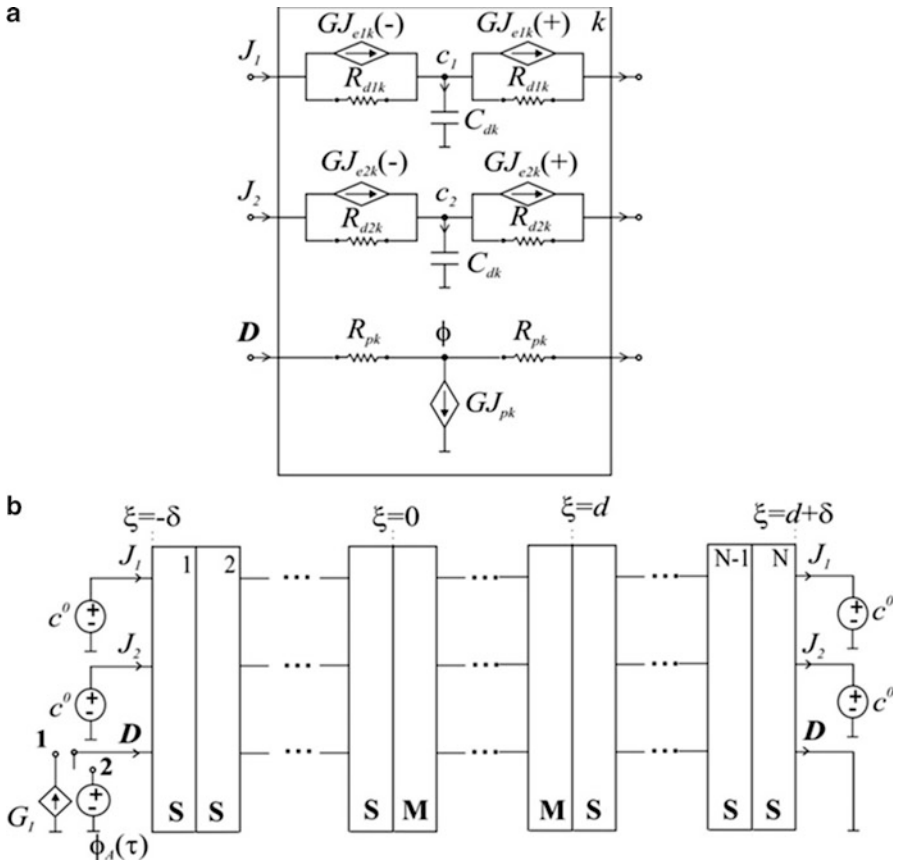 a
GJe1k(-) GJe1k(+) k
J1 Rd1k c1 Rd1k
Cdk
GJe2k(-) GJe2k(+)
J2 Rd2k c2 Rd2k
Cdk
D Rpk ϕ Rpk
GJpk
b
ξ=-δ ξ=0 ξ=d ξ=d+δ
J1 1 2 ... ... ... N-1 N J1
c0 + - + - c0
J2 ... ... ... J2
c0 + - + - c0
1 D ... ... ... D
2
G1 + - S S S M M S S S
ϕA(τ)